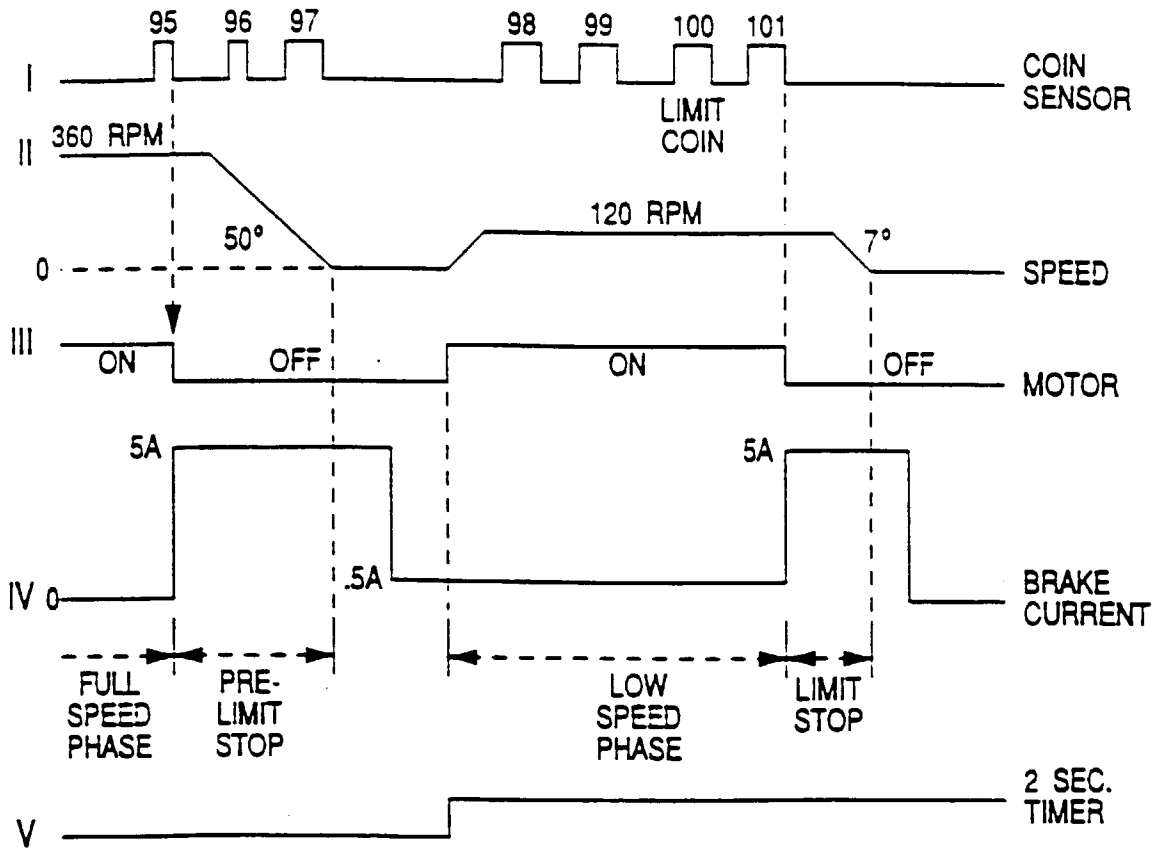 95 96 97 98 99 100 101
I
LIMIT
COIN
COIN
SENSOR
II 360 RPM
50°
120 RPM
7°
0
SPEED
III
ON
OFF
ON
OFF
MOTOR
5A
5A
.5A
IV 0
BRAKE
CURRENT
FULL
SPEED
PHASE
PRE-
LIMIT
STOP
LOW
SPEED
PHASE
LIMIT
STOP
V
2 SEC.
TIMER